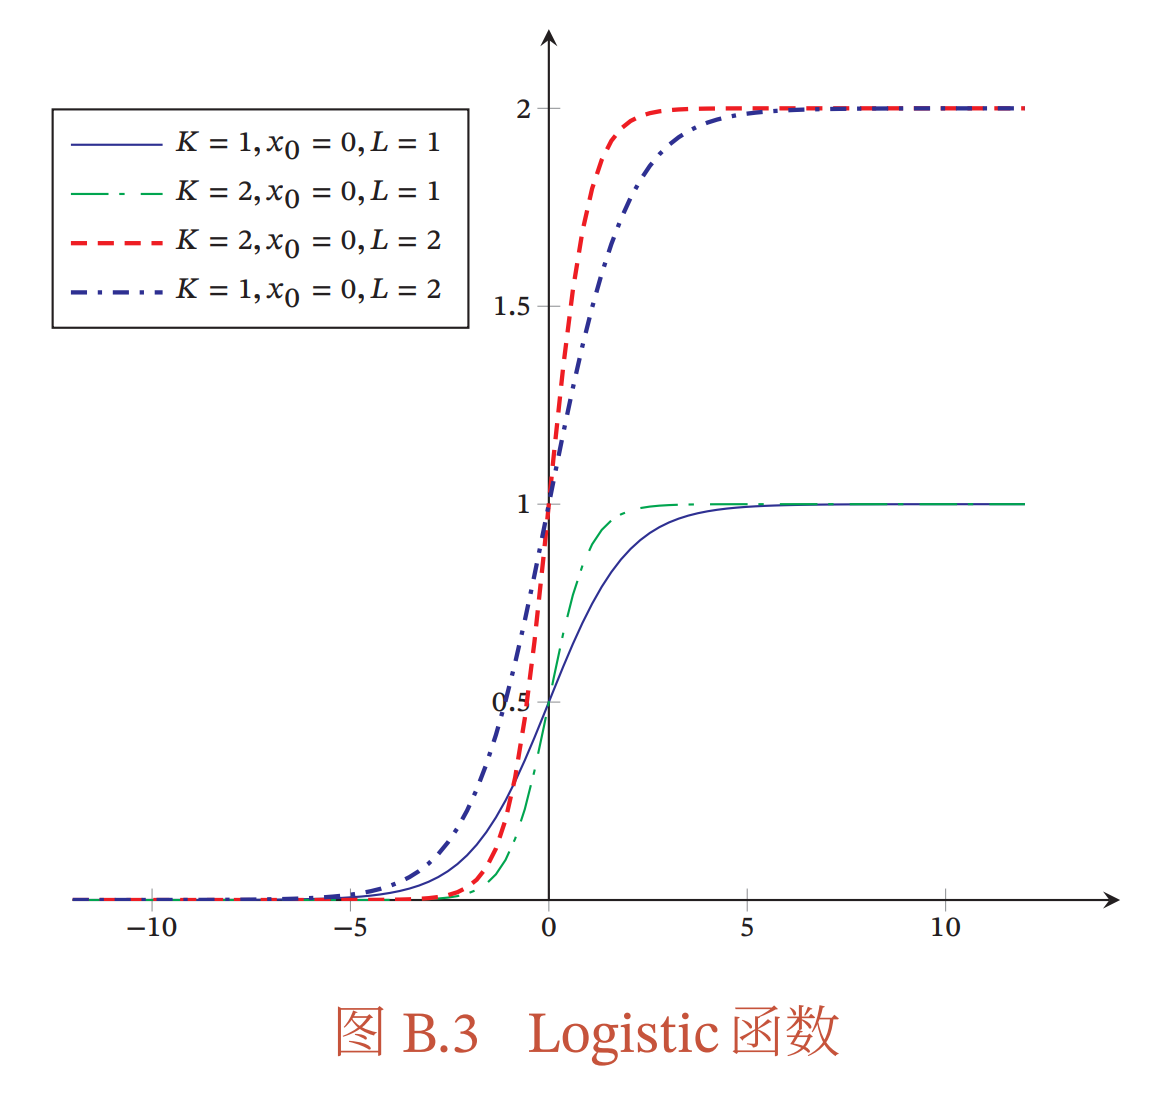 2
K = 1, x₀ = 0, L = 1
K = 2, x₀ = 0, L = 1
K = 2, x₀ = 0, L = 2
K = 1, x₀ = 0, L = 2
1.5
1
0.5
−10 −5 0 5 10
图 B.3 Logistic 函数